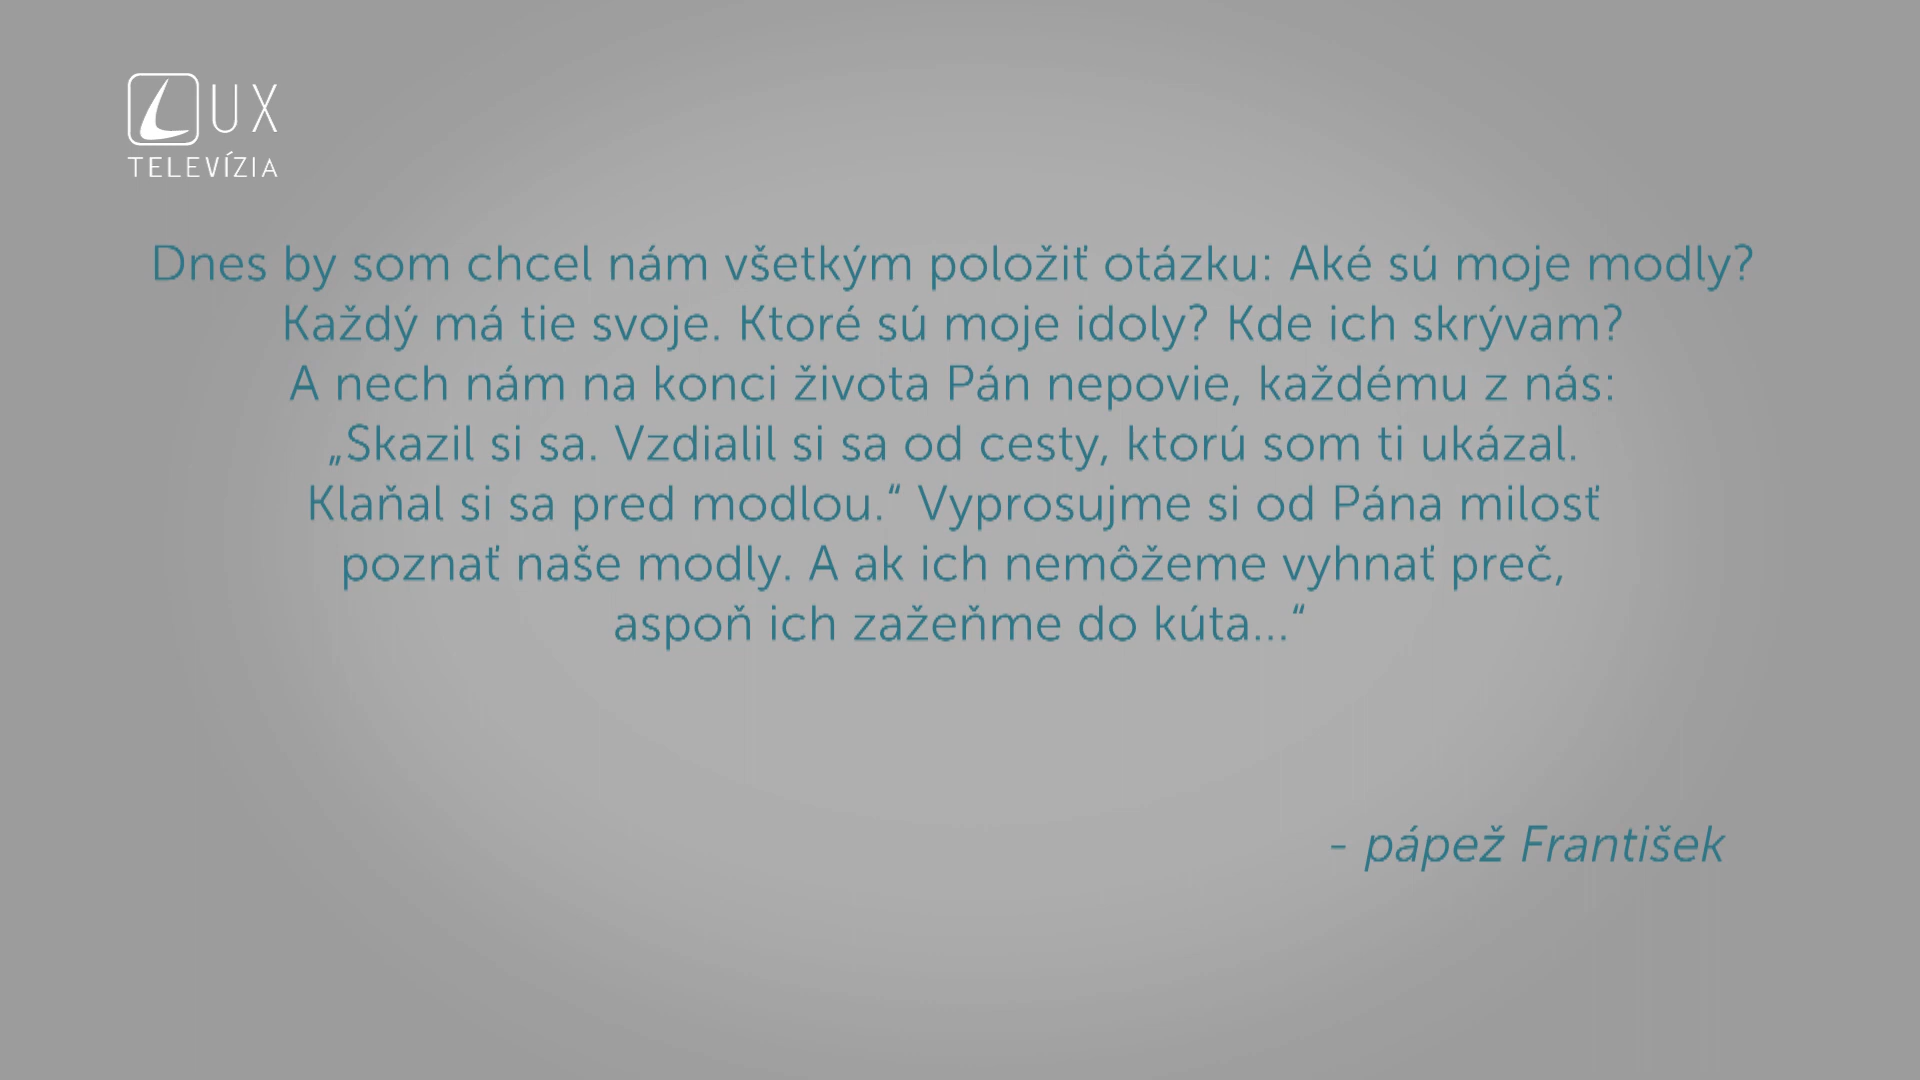 LUX
TELEVÍZIA
Dnes by som chcel nám všetkým položiť otázku: Aké sú moje modly?
Každý má tie svoje. Ktoré sú moje idoly? Kde ich skrývam?
A nech nám na konci života Pán nepovie, každému z nás:
„Skazil si sa. Vzdialil si sa od cesty, ktorú som ti ukázal.
Klaňal si sa pred modlou.“ Vyprosujme si od Pána milosť
poznať naše modly. A ak ich nemôžeme vyhnať preč,
aspoň ich zažeňme do kúta...“
- pápež František